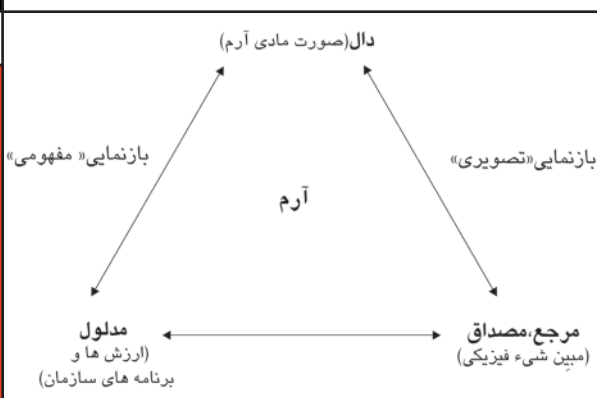 دال(صورت مادی آرم)
بازنمایی«تصویری»
بازنمایی« مفهومی»
آرم
مرجع،مصداق
(مبیِن شیء فیزیکی)
مدلول
(ارزش ها و
برنامه های سازمان)